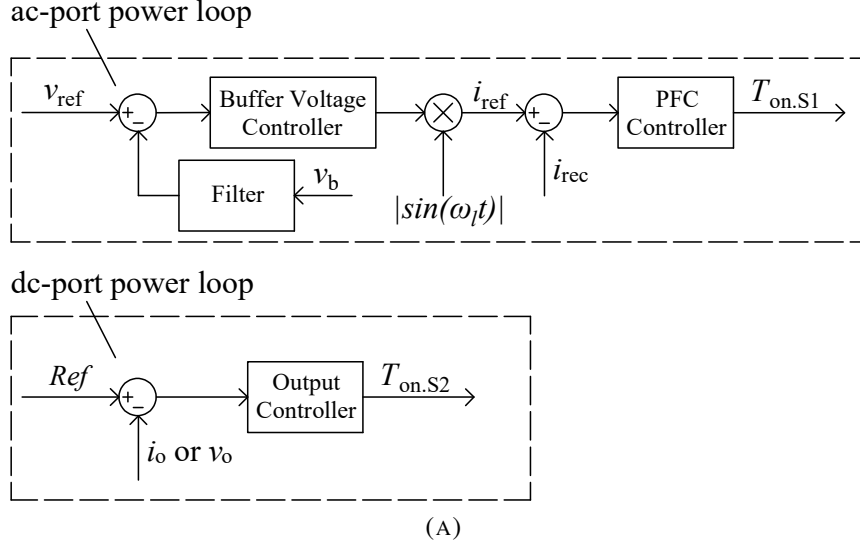 ac-port power loop
v_ref
+
-
Buffer Voltage
Controller
i_ref
+
-
PFC
Controller
T_on.S1
Filter
v_b
|sin(ω_l t)|
i_rec
dc-port power loop
Ref
+
-
Output
Controller
T_on.S2
i_o or v_o
(A)